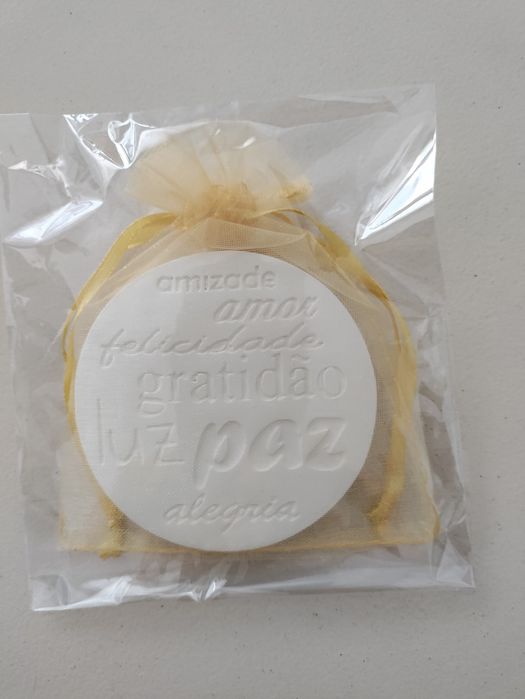 amizade
amor
felicidade
gratidão
luz paz
alegria